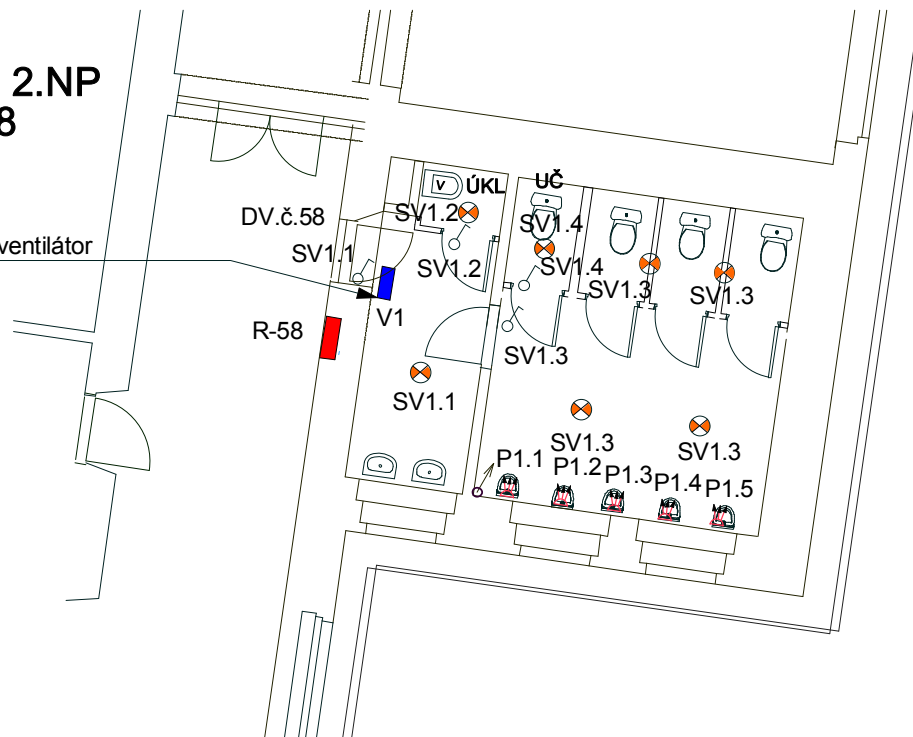 2.NP
8
ÚKL
UČ
V
DV.č.58
SV1.2
SV1.4
ventilátor
SV1.1
SV1.2
SV1.4
SV1.3
SV1.3
V1
R-58
SV1.3
SV1.1
SV1.3
SV1.3
P1.1
P1.2
P1.3
P1.4
P1.5